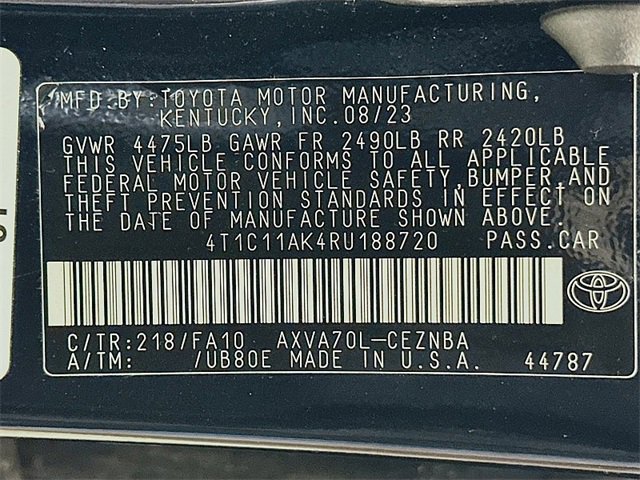 MFD. BY: TOYOTA MOTOR MANUFACTURING,
KENTUCKY, INC. 08/23
GVWR 4475LB GAWR FR 2490LB RR 2420LB
THIS VEHICLE CONFORMS TO ALL APPLICABLE
FEDERAL MOTOR VEHICLE SAFETY, BUMPER AND
THEFT PREVENTION STANDARDS IN EFFECT ON
THE DATE OF MANUFACTURE SHOWN ABOVE.
4T1C11AK4RU188720 PASS.CAR
C/TR: 218/FA10 AXVA70L-CEZNBA
A/TM: /UB80E MADE IN U.S.A. 44787